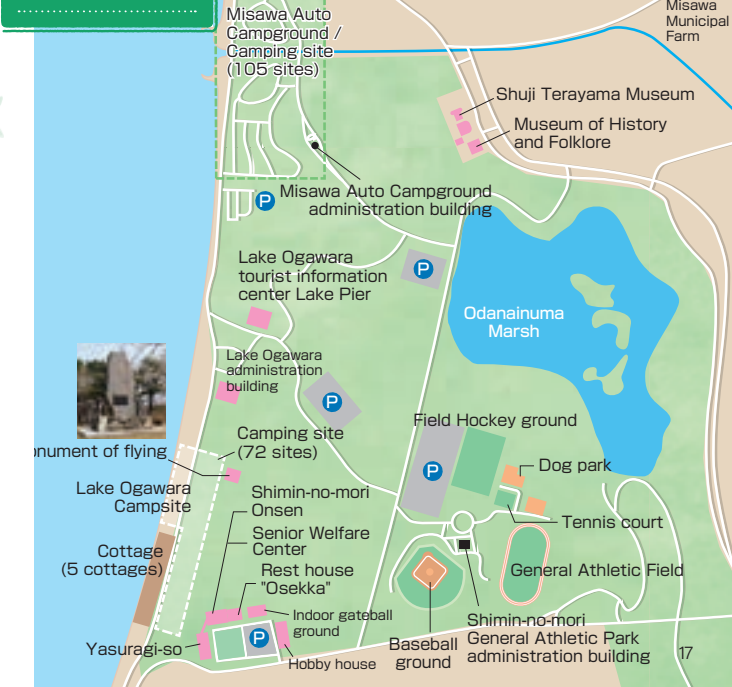 Misawa
Municipal
Farm
Misawa Auto
Campground /
Camping site
(105 sites)
Shuji Terayama Museum
Museum of History
and Folklore
Misawa Auto Campground
administration building
P
Lake Ogawara
tourist information
center Lake Pier
P
Odanainuma
Marsh
Lake Ogawara
administration
building
P
Field Hockey ground
onument of flying
Camping site
(72 sites)
P
Dog park
Lake Ogawara
Campsite
Shimin-no-mori
Onsen
Tennis court
Senior Welfare
Center
Cottage
(5 cottages)
Rest house
"Osekka"
General Athletic Field
Indoor gateball
ground
Shimin-no-mori
General Athletic Park
administration building
P
Yasuragi-so
Hobby house
Baseball
ground
17